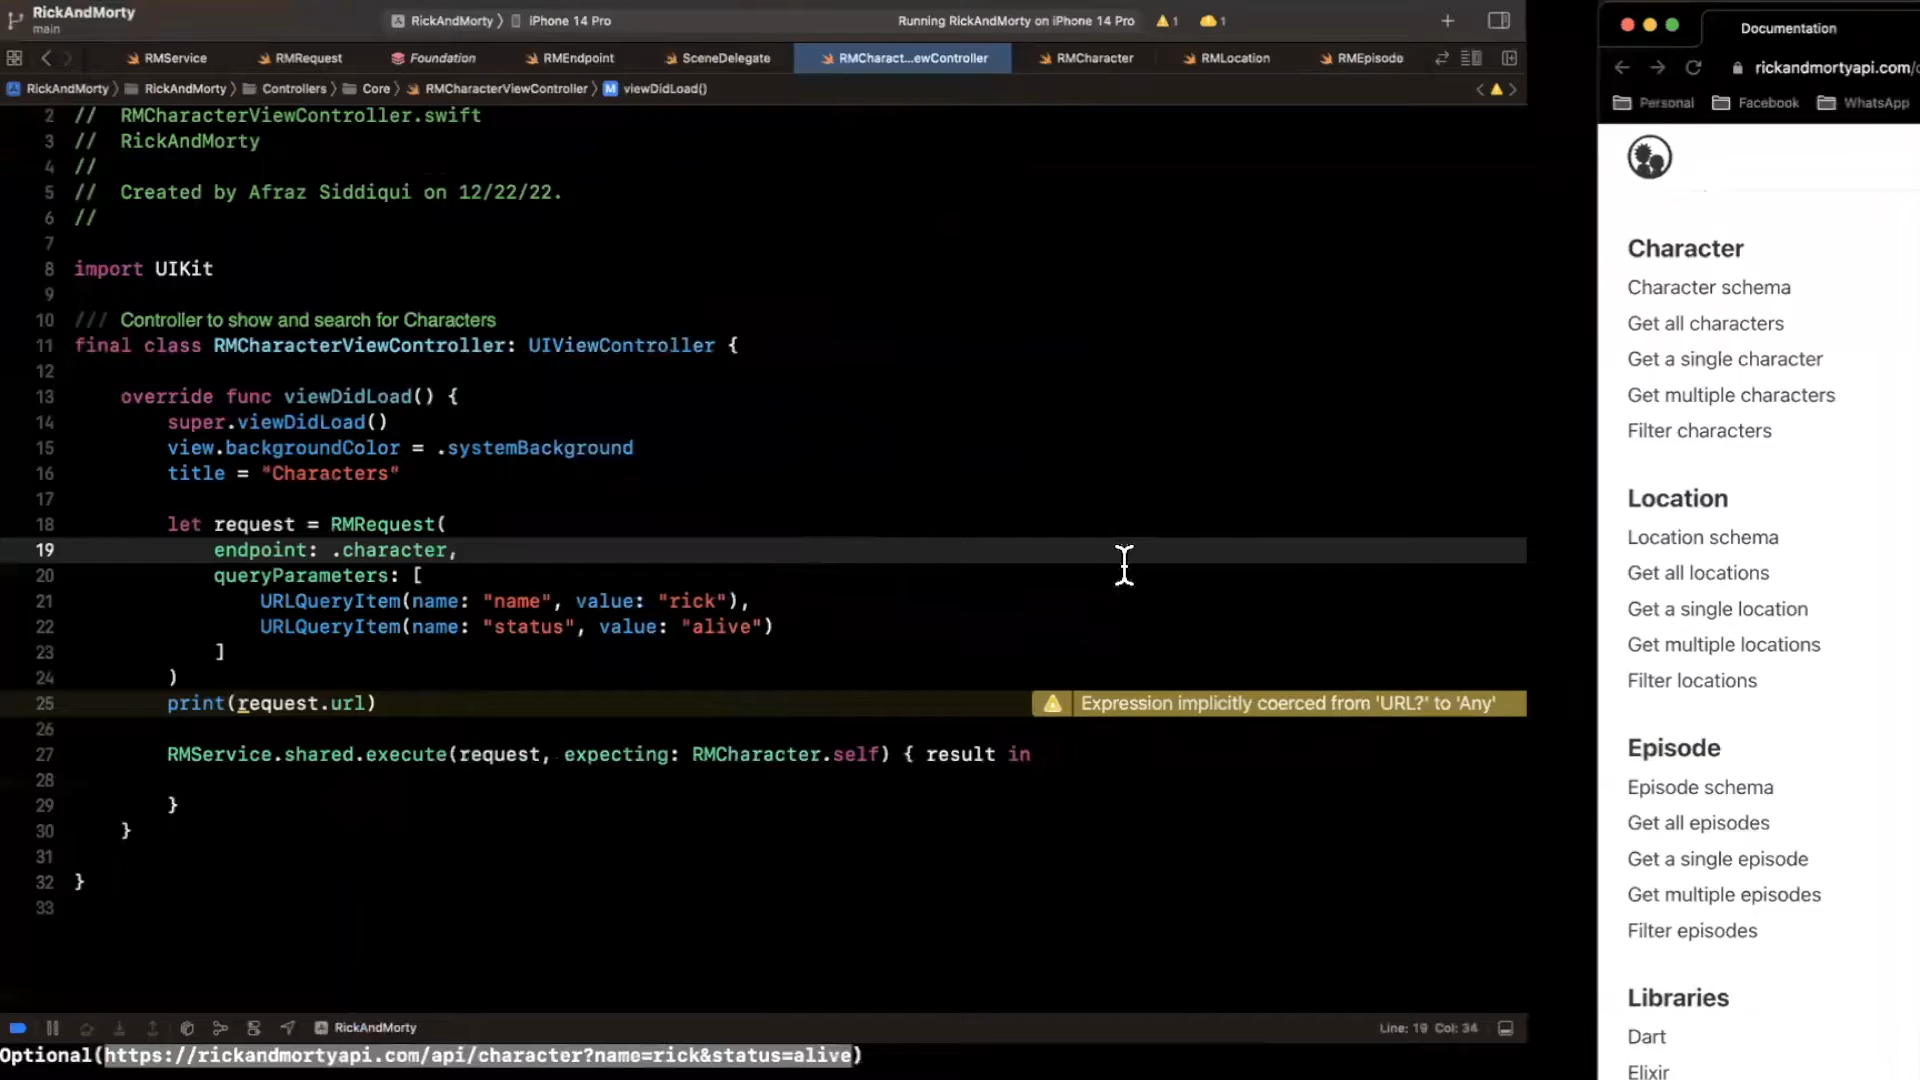 RickAndMorty
main
RickAndMorty 〉 iPhone 14 Pro
Running RickAndMorty on iPhone 14 Pro
1
1
RMService
RMRequest
Foundation
RMEndpoint
SceneDelegate
RMCharact...ewController
RMCharacter
RMLocation
RMEpisode
RickAndMorty 〉 RickAndMorty 〉 Controllers 〉 Core 〉 RMCharacterViewController 〉 M viewDidLoad()
2 // RMCharacterViewController.swift
3 // RickAndMorty
4 //
5 // Created by Afraz Siddiqui on 12/22/22.
6 //
7
8 import UIKit
9
10 /// Controller to show and search for Characters
11 final class RMCharacterViewController: UIViewController {
12
13 override func viewDidLoad() {
14 super.viewDidLoad()
15 view.backgroundColor = .systemBackground
16 title = "Characters"
17
18 let request = RMRequest(
19 endpoint: .character,
20 queryParameters: [
21 URLQueryItem(name: "name", value: "rick"),
22 URLQueryItem(name: "status", value: "alive")
23 ]
24 )
25 print(request.url)
Expression implicitly coerced from 'URL?' to 'Any'
26
27 RMService.shared.execute(request, expecting: RMCharacter.self) { result in
28
29 }
30 }
31
32 }
33
RickAndMorty
Line: 19 Col: 34
Optional(https://rickandmortyapi.com/api/character?name=rick&status=alive)
Documentation
rickandmortyapi.com/
Personal
Facebook
WhatsApp
Character
Character schema
Get all characters
Get a single character
Get multiple characters
Filter characters
Location
Location schema
Get all locations
Get a single location
Get multiple locations
Filter locations
Episode
Episode schema
Get all episodes
Get a single episode
Get multiple episodes
Filter episodes
Libraries
Dart
Elixir